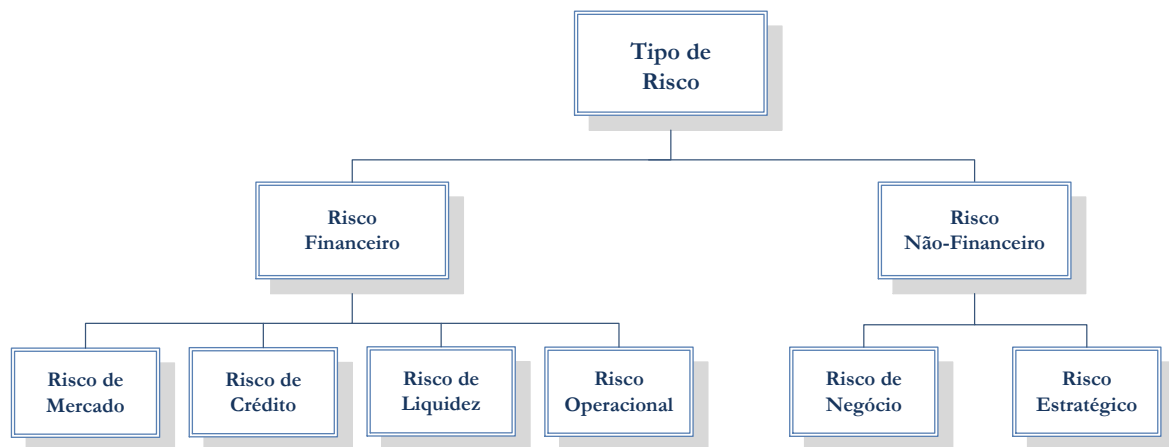 Tipo de
Risco
Risco
Financeiro
Risco
Não-Financeiro
Risco de
Mercado
Risco de
Crédito
Risco de
Liquidez
Risco
Operacional
Risco de
Negócio
Risco
Estratégico